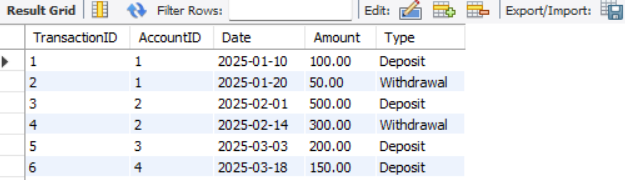 Result Grid Filter Rows: Edit: Export/Import:
TransactionID AccountID Date Amount Type
1 1 2025-01-10 100.00 Deposit
2 1 2025-01-20 50.00 Withdrawal
3 2 2025-02-01 500.00 Deposit
4 2 2025-02-14 300.00 Withdrawal
5 3 2025-03-03 200.00 Deposit
6 4 2025-03-18 150.00 Deposit